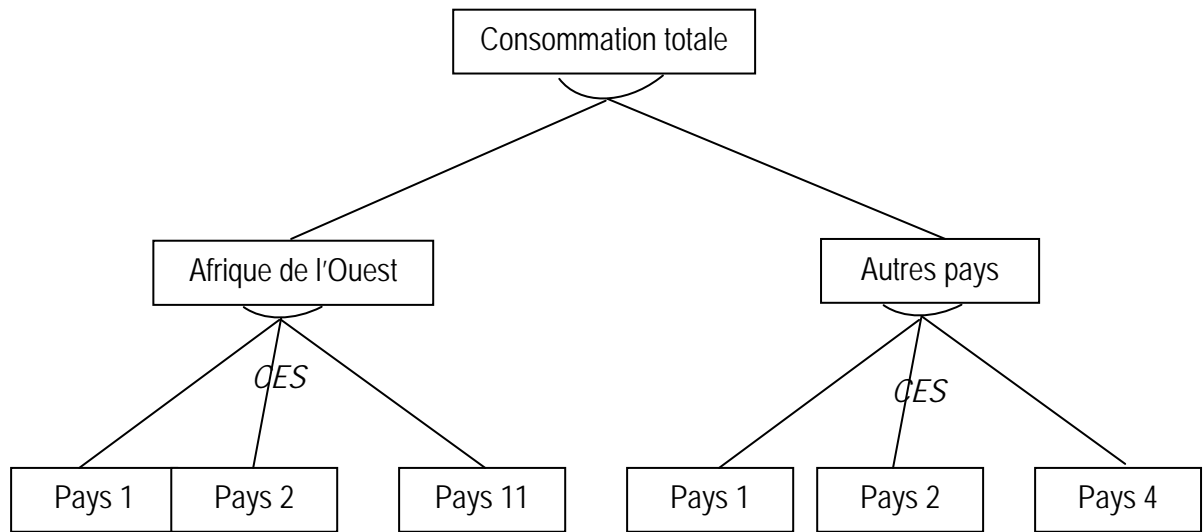 Consommation totale
Afrique de l'Ouest
Autres pays
CES
CES
Pays 1
Pays 2
Pays 11
Pays 1
Pays 2
Pays 4